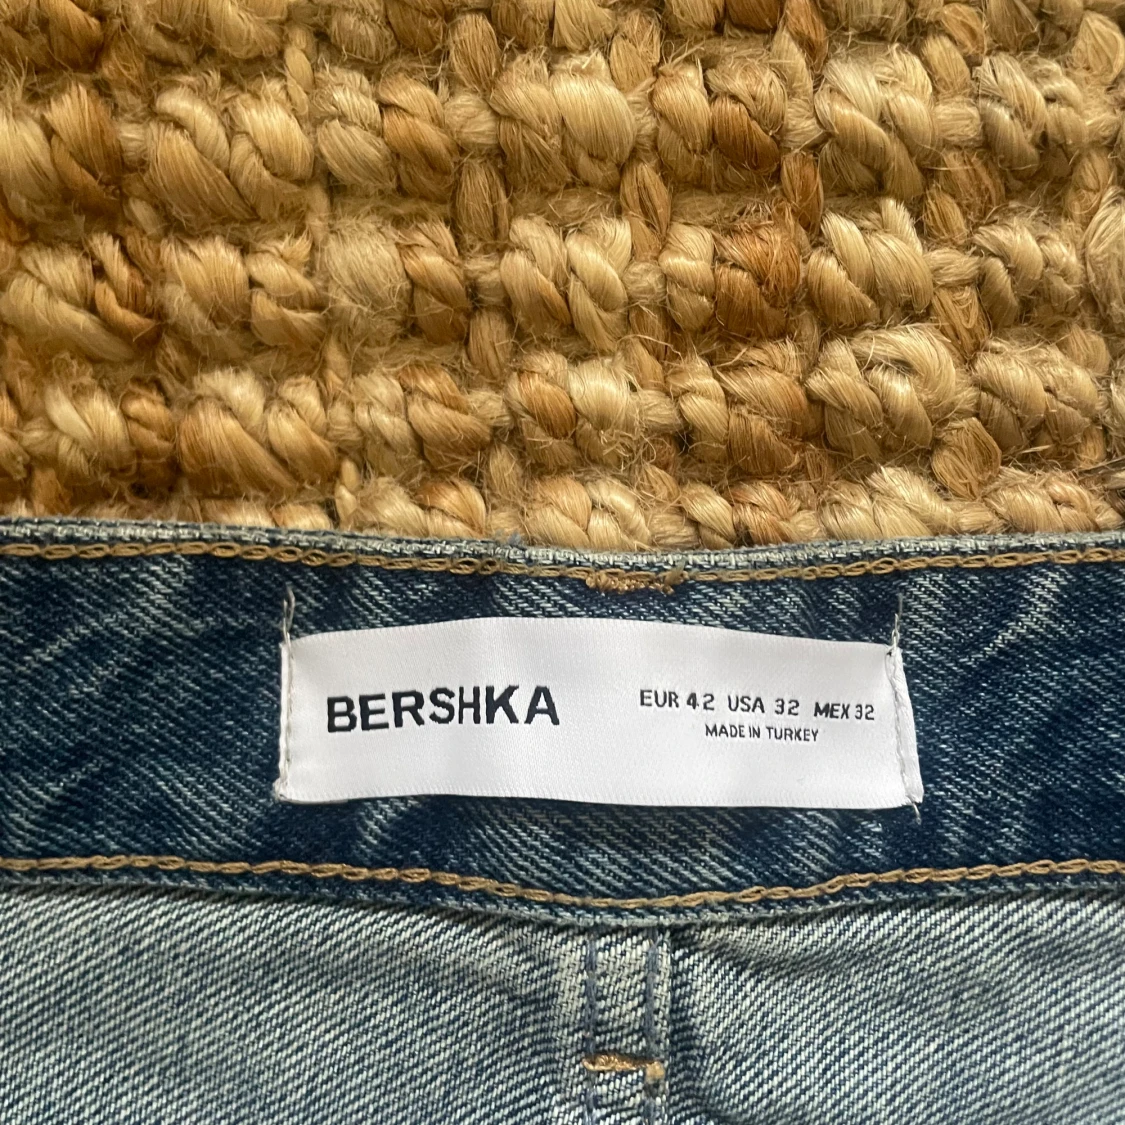 BERSHKA
EUR 42 USA 32 MEX 32
MADE IN TURKEY